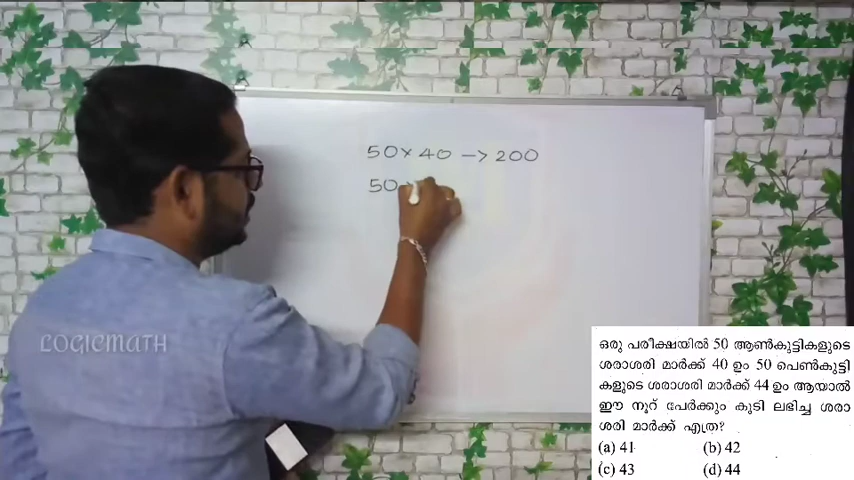 50 × 40 → 200
50 ×
LOGICMATH
ഒരു പരീക്ഷയിൽ 50 ആൺകുട്ടികളുടെ
ശരാശരി മാർക്ക് 40 ഉം 50 പെൺകുട്ടി
കളുടെ ശരാശരി മാർക്ക് 44 ഉം ആയാൽ
ഈ നൂറ് പേർക്കും കൂടി ലഭിച്ച ശരാ
ശരി മാർക്ക് എത്ര?
(a) 41 (b) 42
(c) 43 (d) 44